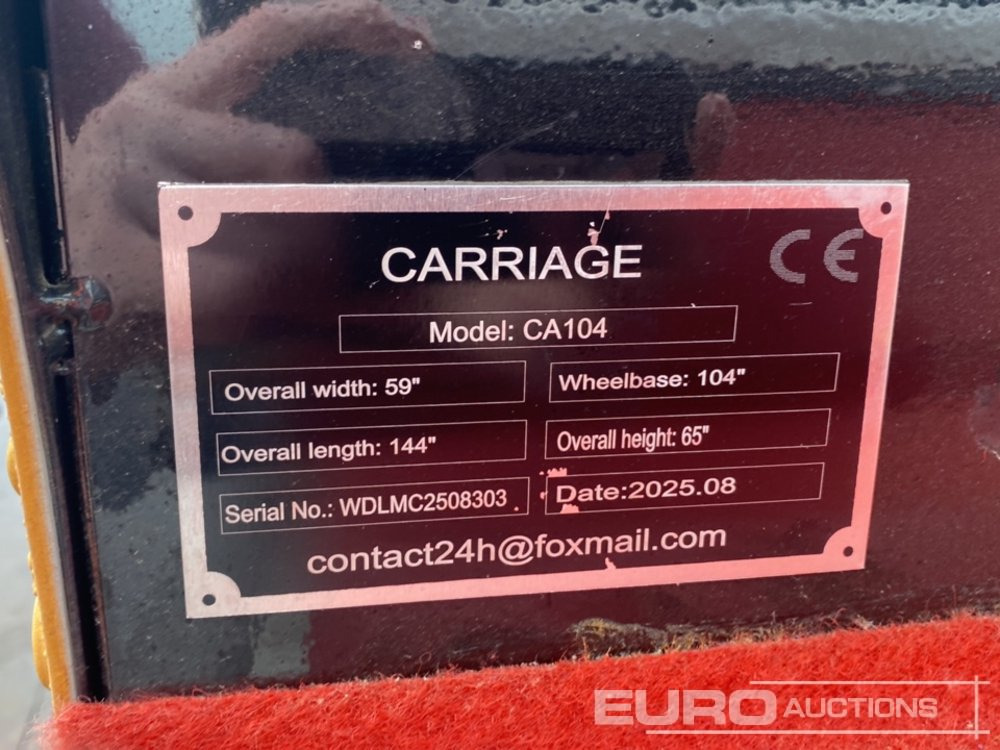 CARRIAGE
CE
Model: CA104
Overall width: 59"
Wheelbase: 104"
Overall length: 144"
Overall height: 65"
Serial No.: WDLMC2508303
Date:2025.08
contact24h@foxmail.com
EURO AUCTIONS